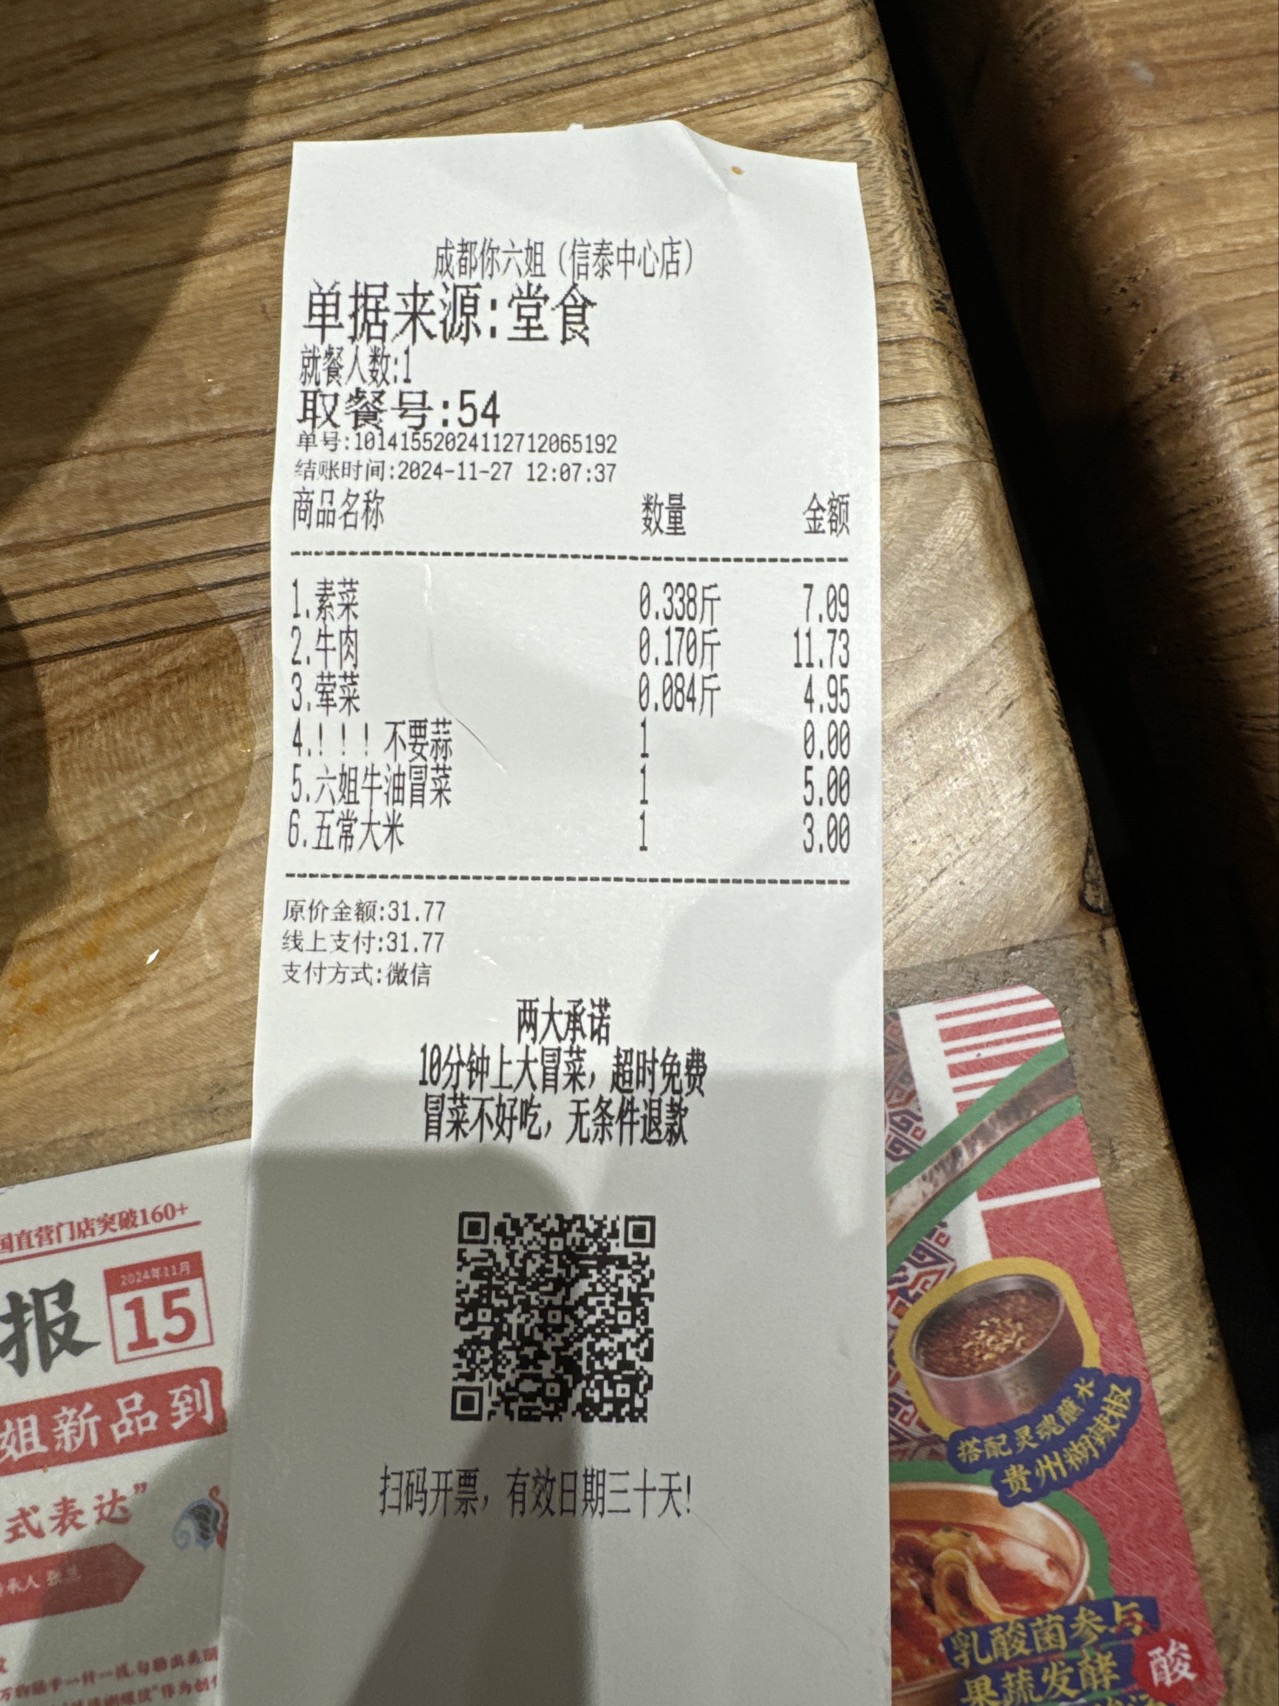 成都你六姐（信泰中心店）
单据来源:堂食
就餐人数:1
取餐号:54
单号:10141552024112712065192
结账时间:2024-11-27 12:07:37
商品名称 数量 金额
1.素菜 0.338斤 7.09
2.牛肉 0.170斤 11.73
3.荤菜 0.084斤 4.95
4.！！！不要蒜 1 0.00
5.六姐牛油冒菜 1 5.00
6.五常大米 1 3.00
原价金额:31.77
线上支付:31.77
支付方式:微信
两大承诺
10分钟上大冒菜，超时免费
冒菜不好吃，无条件退款
扫码开票，有效日期三十天!
国直营门店突破160+
报
2024年11月
15
姐新品到
式表达”
承人
搭配灵魂蘸水
贵州糊辣椒
乳酸菌参与
果蔬发酵
酸